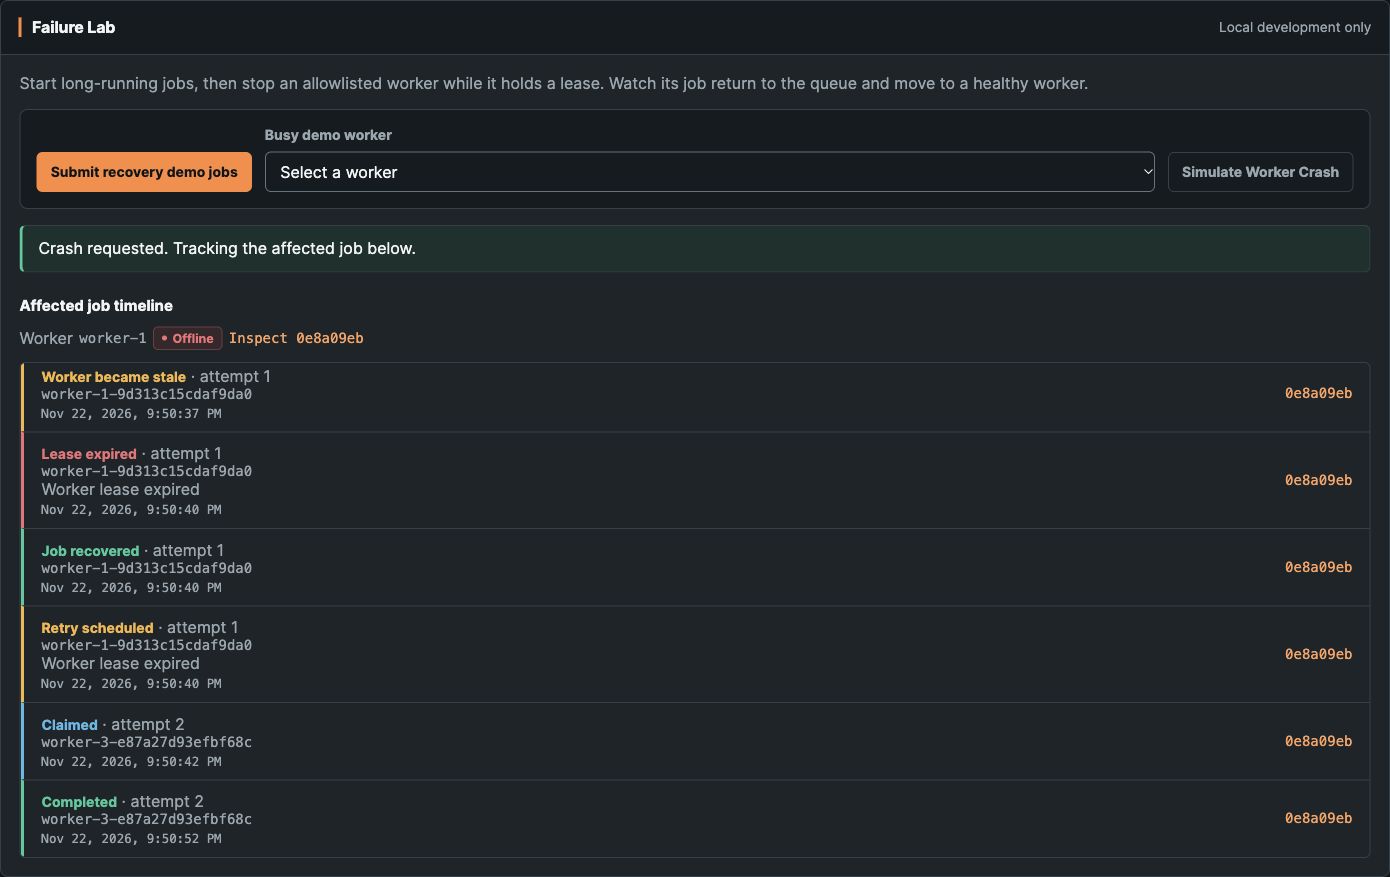 Failure Lab
Local development only
Start long-running jobs, then stop an allowlisted worker while it holds a lease. Watch its job return to the queue and move to a healthy worker.
Busy demo worker
Submit recovery demo jobs
Select a worker
Simulate Worker Crash
Crash requested. Tracking the affected job below.
Affected job timeline
Worker worker-1 • Offline Inspect 0e8a09eb
Worker became stale · attempt 1
worker-1-9d313c15cdaf9da0
0e8a09eb
Nov 22, 2026, 9:50:37 PM
Lease expired · attempt 1
worker-1-9d313c15cdaf9da0
0e8a09eb
Worker lease expired
Nov 22, 2026, 9:50:40 PM
Job recovered · attempt 1
worker-1-9d313c15cdaf9da0
0e8a09eb
Nov 22, 2026, 9:50:40 PM
Retry scheduled · attempt 1
worker-1-9d313c15cdaf9da0
0e8a09eb
Worker lease expired
Nov 22, 2026, 9:50:40 PM
Claimed · attempt 2
worker-3-e87a27d93efbf68c
0e8a09eb
Nov 22, 2026, 9:50:42 PM
Completed · attempt 2
worker-3-e87a27d93efbf68c
0e8a09eb
Nov 22, 2026, 9:50:52 PM